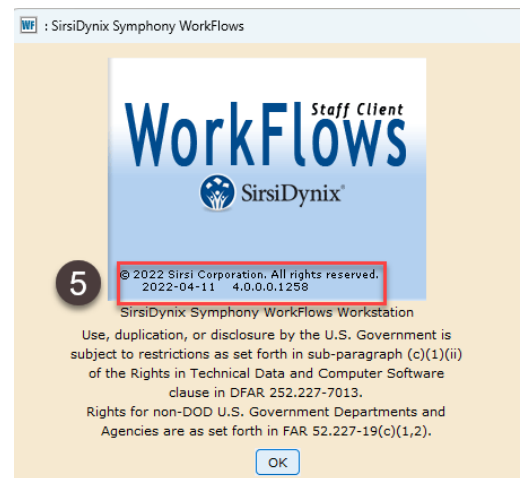 WF : SirsiDynix Symphony WorkFlows
Staff Client
WorkFlows
SirsiDynix®
5
© 2022 Sirsi Corporation. All rights reserved.
2022-04-11 4.0.0.0.1258
SirsiDynix Symphony WorkFlows Workstation
Use, duplication, or disclosure by the U.S. Government is
subject to restrictions as set forth in sub-paragraph (c)(1)(ii)
of the Rights in Technical Data and Computer Software
clause in DFAR 252.227-7013.
Rights for non-DOD U.S. Government Departments and
Agencies are as set forth in FAR 52.227-19(c)(1,2).
OK